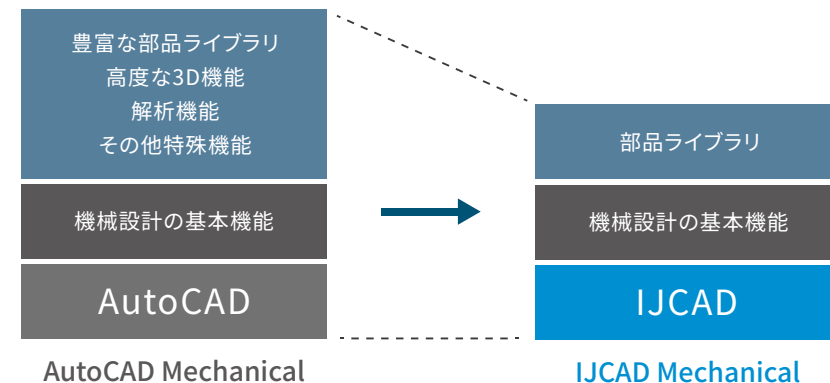 豊富な部品ライブラリ
高度な3D機能
解析機能
その他特殊機能
機械設計の基本機能
AutoCAD
AutoCAD Mechanical
部品ライブラリ
機械設計の基本機能
IJCAD
IJCAD Mechanical